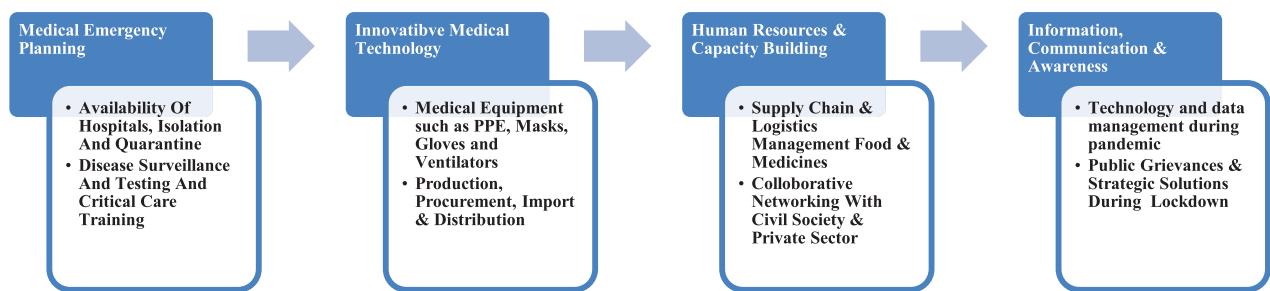 Medical Emergency
Planning
• Availability Of
Hospitals, Isolation
And Quarantine
• Disease Surveillance
And Testing And
Critical Care
Training
Innovatibve Medical
Technology
• Medical Equipment
such as PPE, Masks,
Gloves and
Ventilators
• Production,
Procurement, Import
& Distribution
Human Resources &
Capacity Building
• Supply Chain &
Logistics
Management Food &
Medicines
• Colloborative
Networking With
Civil Society &
Private Sector
Information,
Communication &
Awareness
• Technology and data
management during
pandemic
• Public Grievances &
Strategic Solutions
During Lockdown